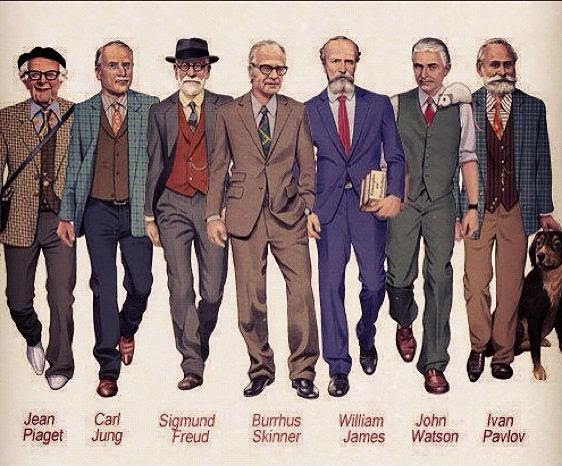 Jean
Piaget
Carl
Jung
Sigmund
Freud
Burrhus
Skinner
William
James
John
Watson
Ivan
Pavlov